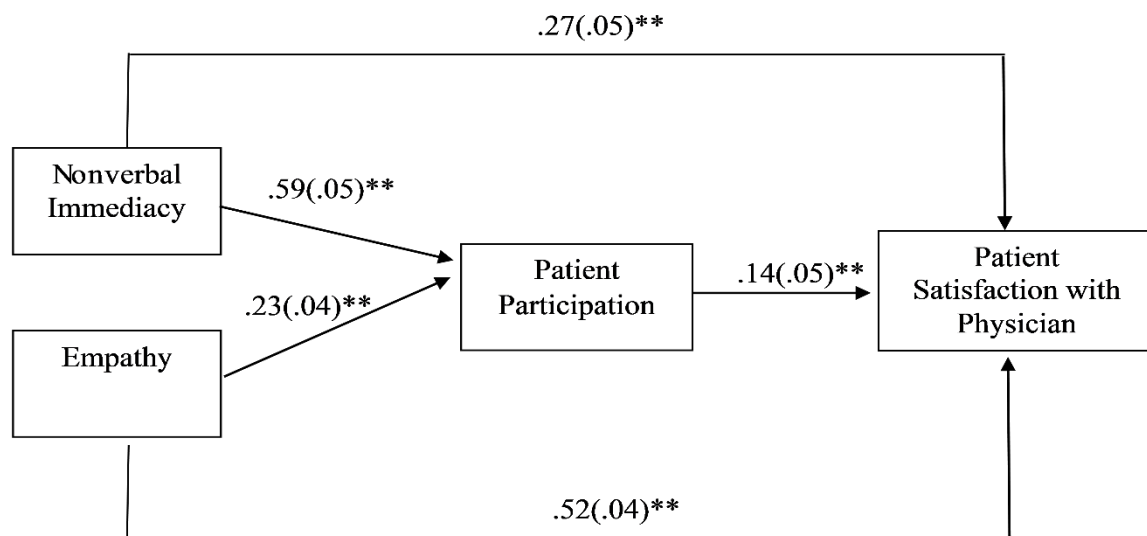 .27(.05)**
Nonverbal
Immediacy
.59(.05)**
Patient
Participation
.14(.05)**
Patient
Satisfaction with
Physician
.23(.04)**
Empathy
.52(.04)**